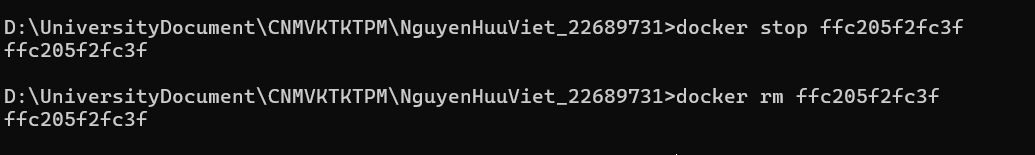 D:\UniversityDocument\CNMVKTKTPM\NguyenHuuViet_22689731>docker stop ffc205f2fc3f
ffc205f2fc3f
D:\UniversityDocument\CNMVKTKTPM\NguyenHuuViet_22689731>docker rm ffc205f2fc3f
ffc205f2fc3f